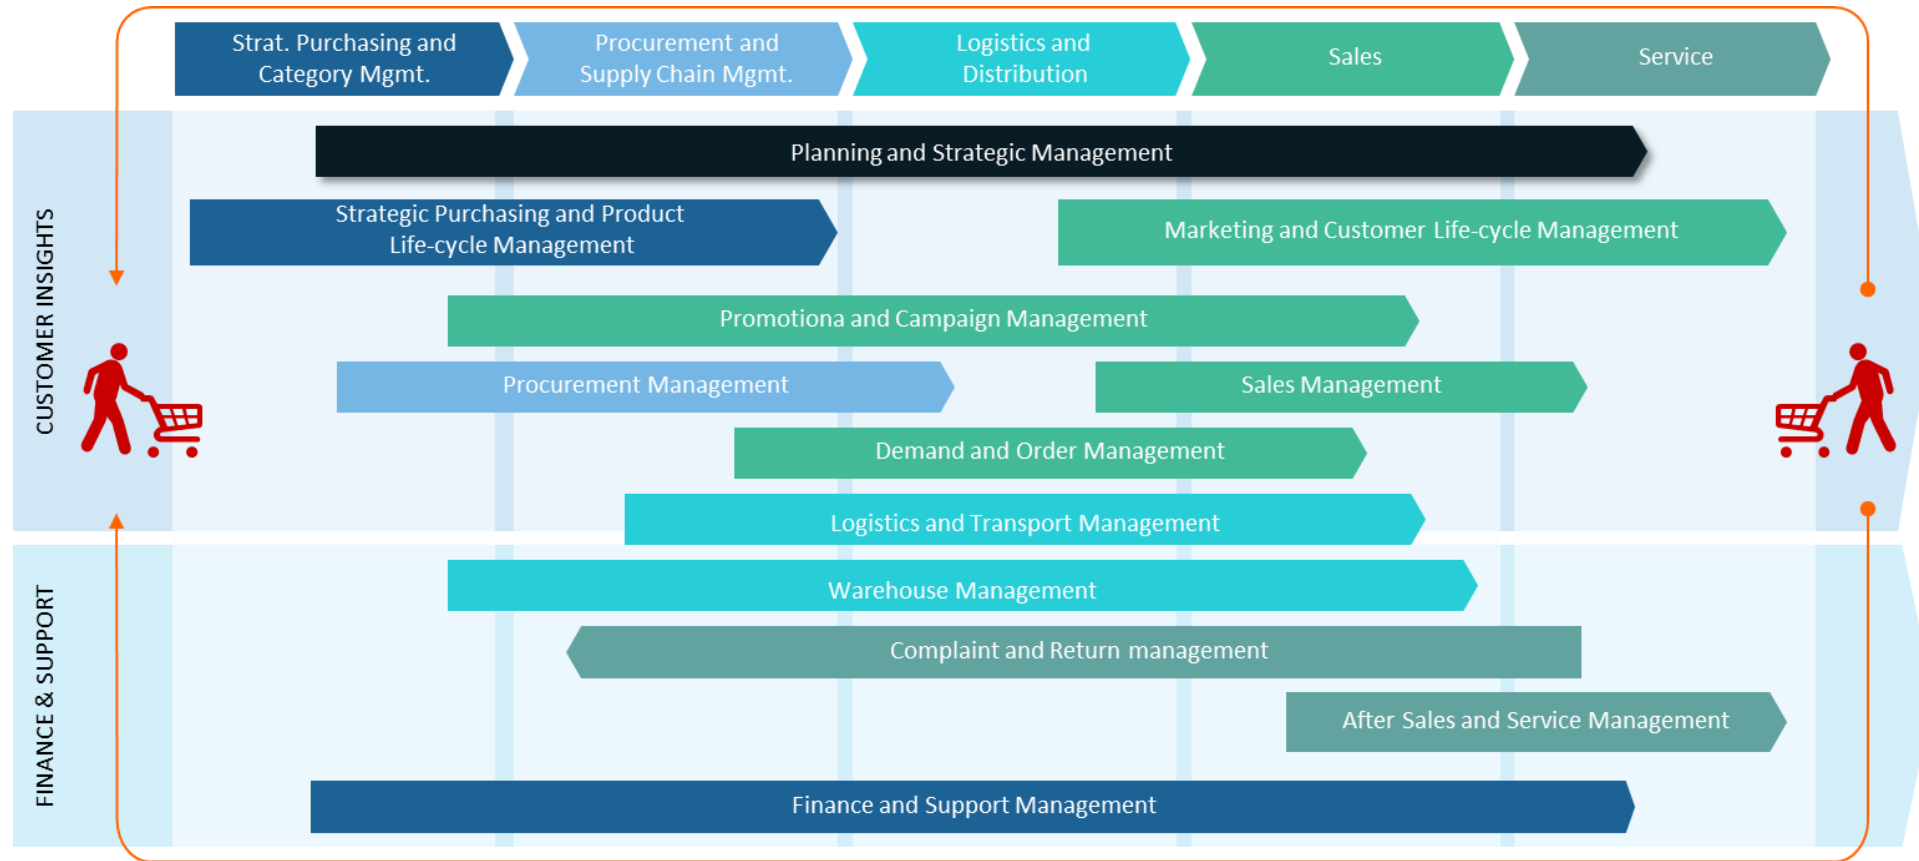 Strat. Purchasing and
Category Mgmt.
Procurement and
Supply Chain Mgmt.
Logistics and
Distribution
Sales
Service
CUSTOMER INSIGHTS
Planning and Strategic Management
Strategic Purchasing and Product
Life-cycle Management
Marketing and Customer Life-cycle Management
Promotiona and Campaign Management
Procurement Management
Sales Management
Demand and Order Management
Logistics and Transport Management
FINANCE & SUPPORT
Warehouse Management
Complaint and Return management
After Sales and Service Management
Finance and Support Management